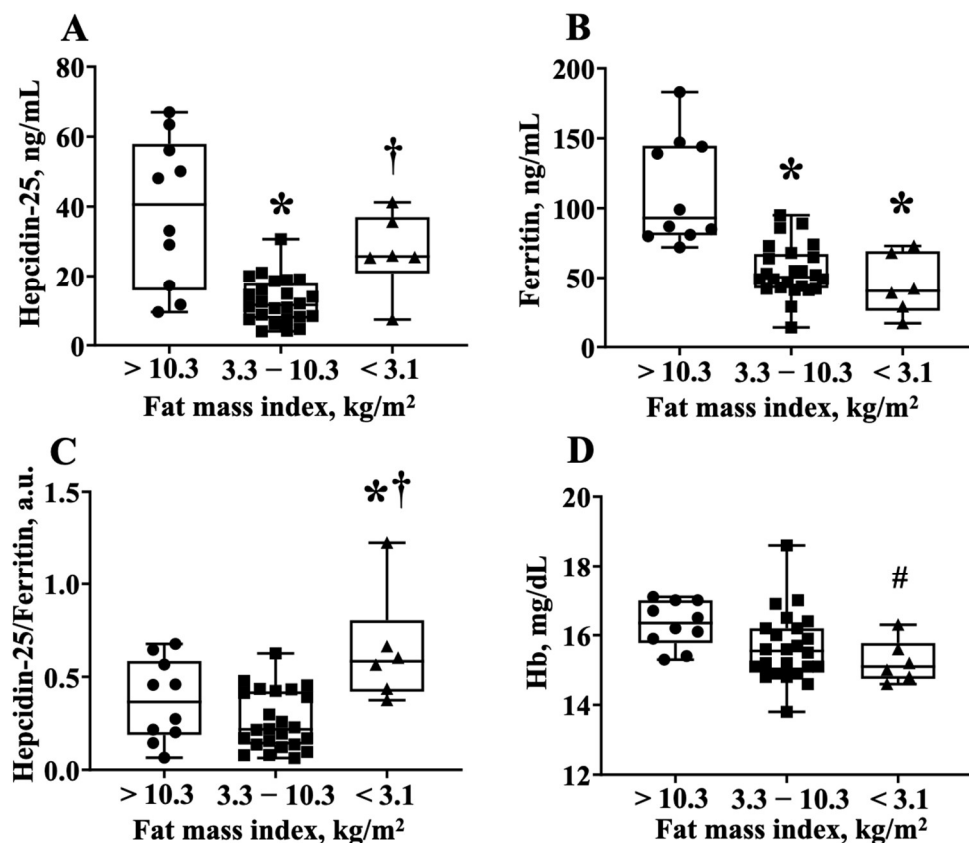 A
Hepcidin-25, ng/mL
80
60
40
20
0
*
†
> 10.3 3.3 – 10.3 < 3.1
Fat mass index, kg/m²
B
Ferritin, ng/mL
200
150
100
50
0
*
*
> 10.3 3.3 – 10.3 < 3.1
Fat mass index, kg/m²
C
Hepcidin-25/Ferritin, a.u.
1.5
1.0
0.5
0.0
*†
> 10.3 3.3 – 10.3 < 3.1
Fat mass index, kg/m²
D
Hb, mg/dL
20
18
16
14
12
#
> 10.3 3.3 – 10.3 < 3.1
Fat mass index, kg/m²